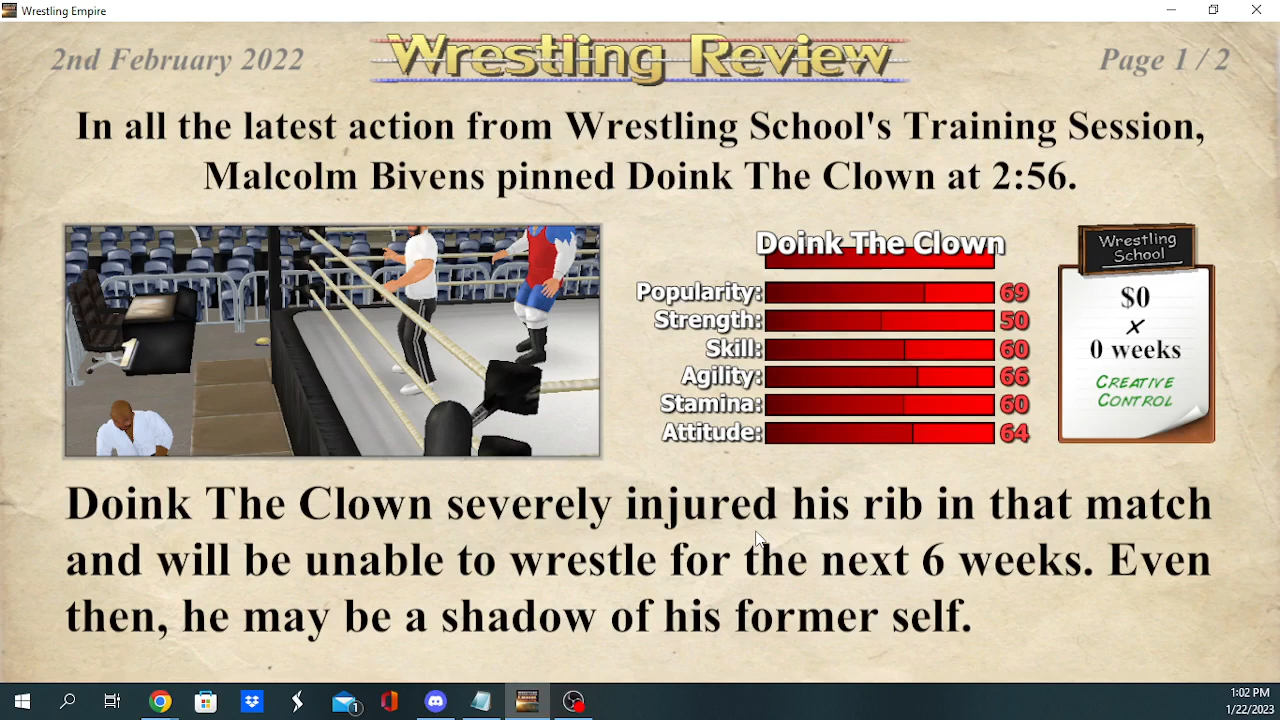 Wrestling Empire
2nd February 2022
Wrestling Review
Page 1 / 2
In all the latest action from Wrestling School's Training Session,
Malcolm Bivens pinned Doink The Clown at 2:56.
Doink The Clown
Popularity: 69
Strength: 50
Skill: 60
Agility: 66
Stamina: 60
Attitude: 64
Wrestling
School
$0
x
0 weeks
CREATIVE
CONTROL
Doink The Clown severely injured his rib in that match
and will be unable to wrestle for the next 6 weeks. Even
then, he may be a shadow of his former self.
1
1:02 PM
1/22/2023